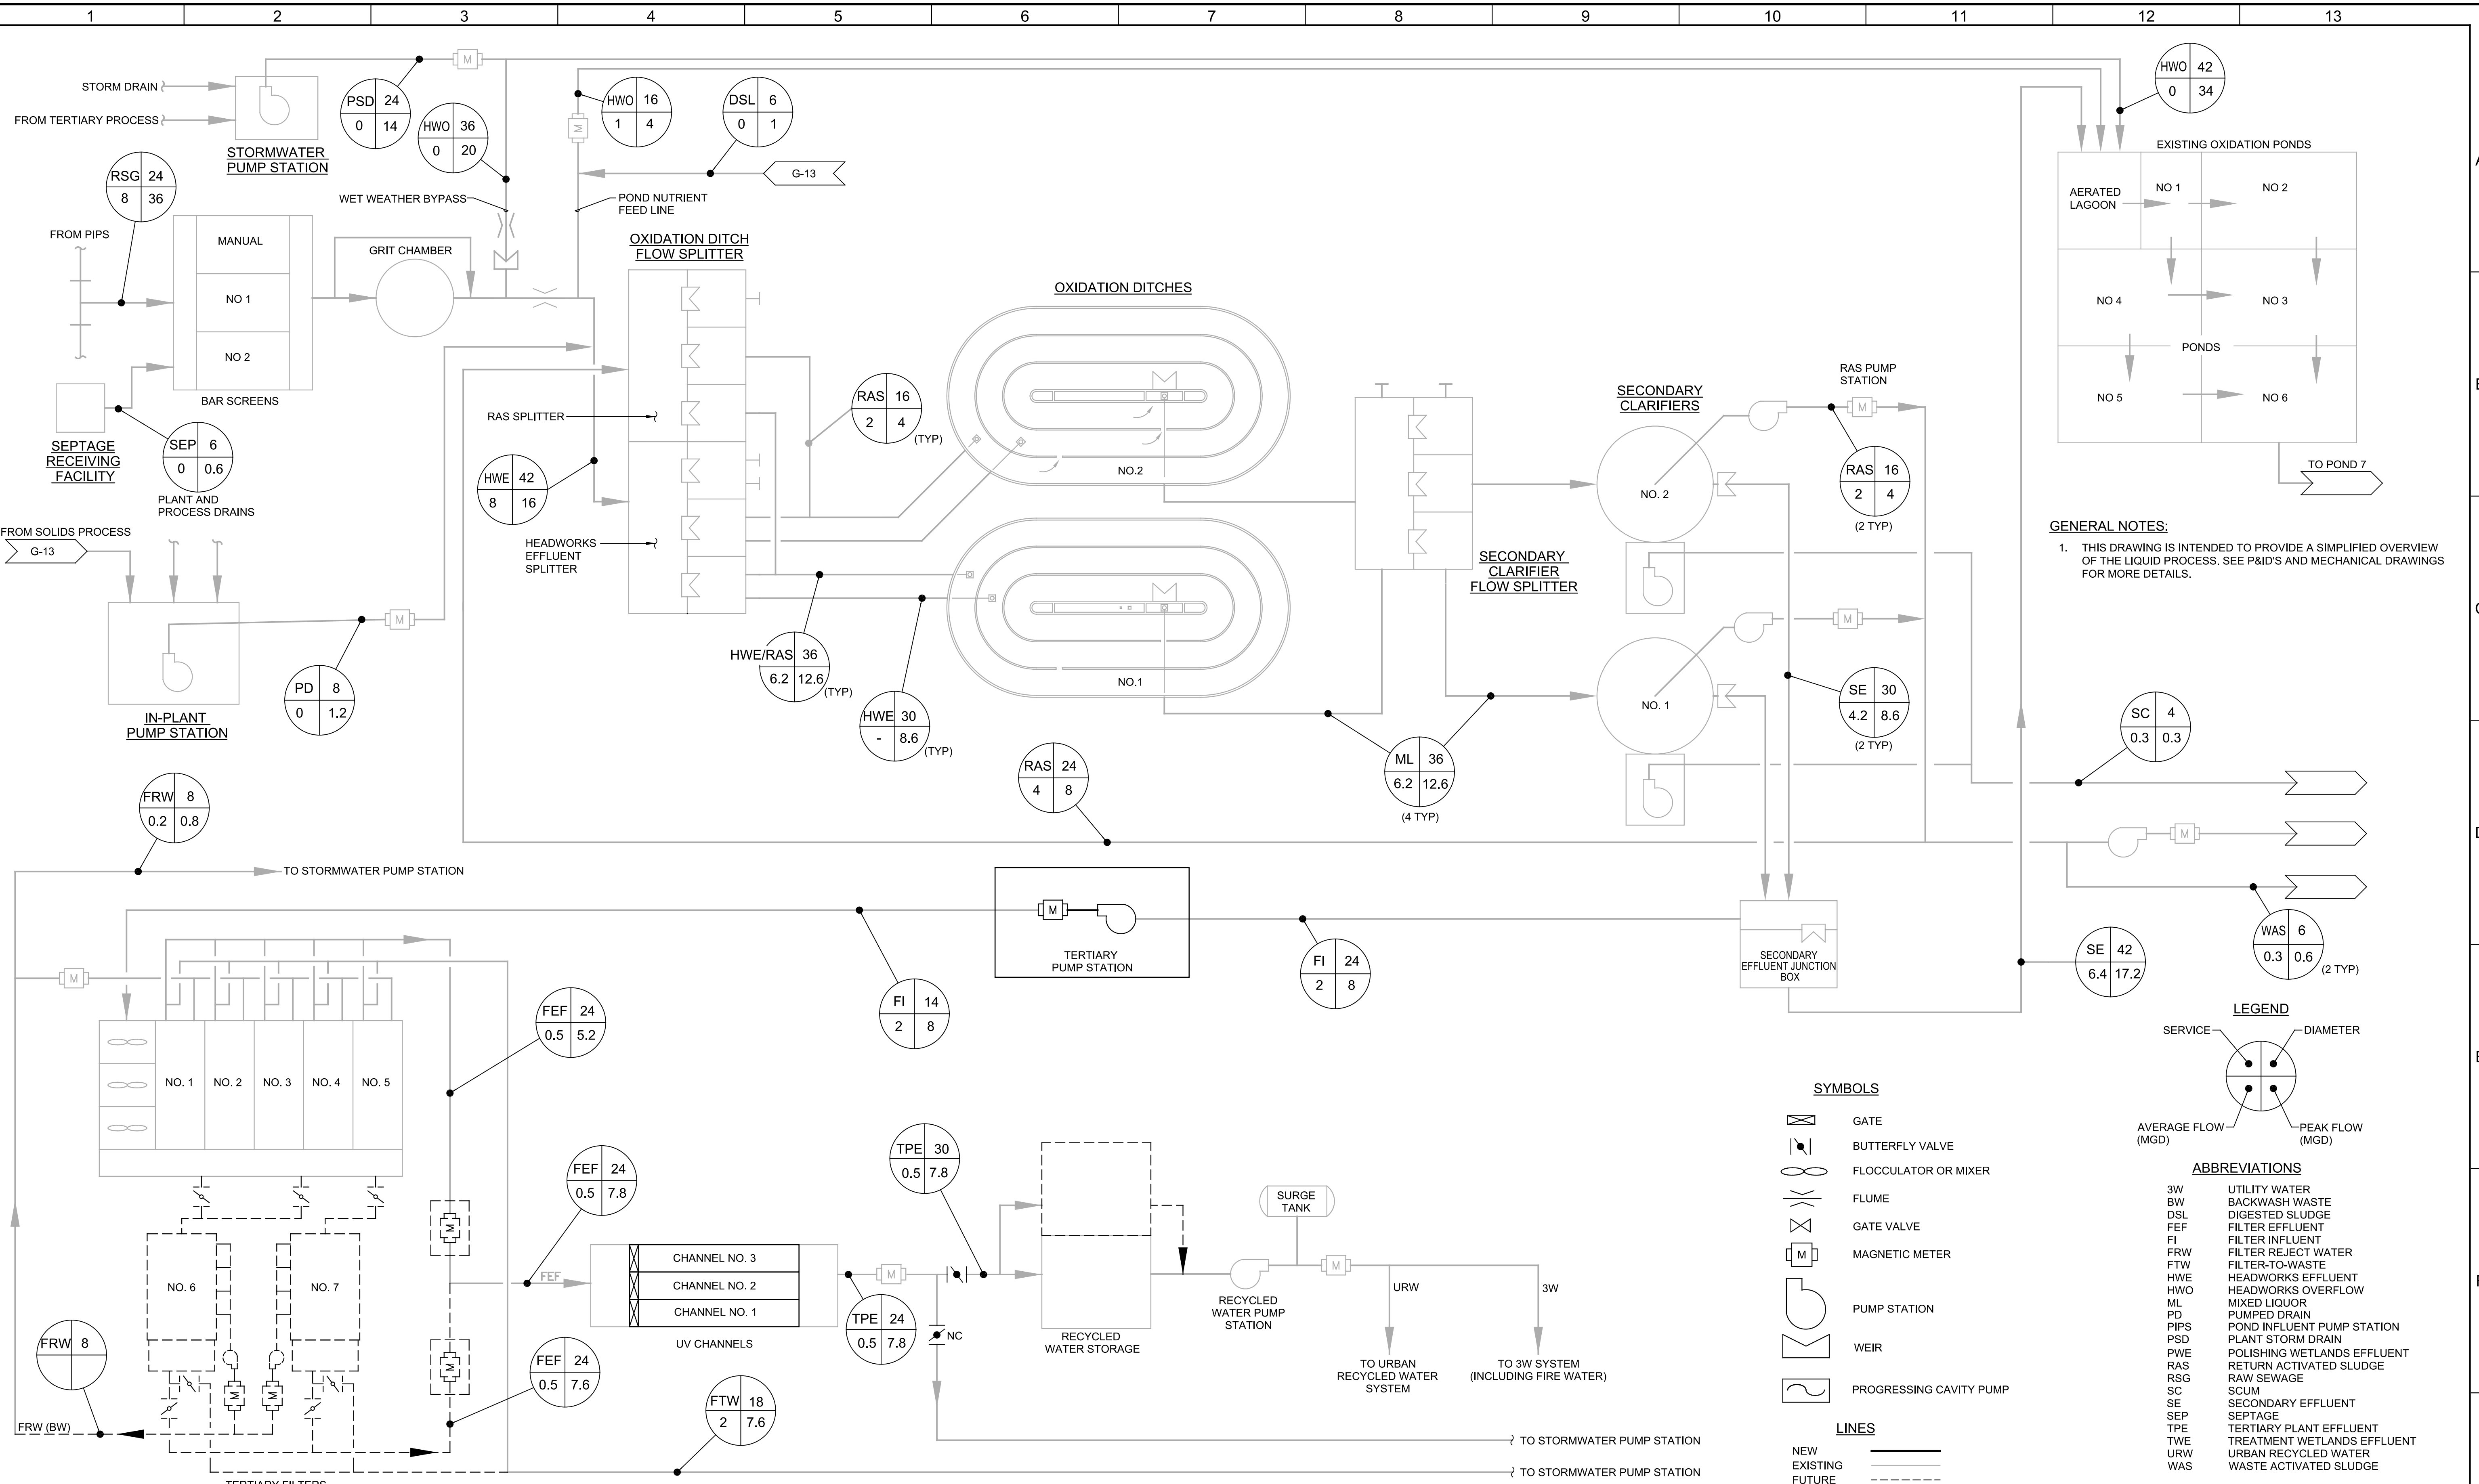 1 2 3 4 5 6 7 8 9 10 11 12 13
STORM DRAIN
FROM TERTIARY PROCESS
STORMWATER
PUMP STATION
M
PSD 24
0 14
HWO 36
0 20
M
HWO 16
1 4
DSL 6
0 1
G-13
WET WEATHER BYPASS
POND NUTRIENT
FEED LINE
RSG 24
8 36
FROM PIPS
MANUAL
NO 1
NO 2
BAR SCREENS
GRIT CHAMBER
SEPTAGE
RECEIVING
FACILITY
SEP 6
0 0.6
PLANT AND
PROCESS DRAINS
FROM SOLIDS PROCESS
G-13
IN-PLANT
PUMP STATION
M
PD 8
0 1.2
OXIDATION DITCH
FLOW SPLITTER
RAS SPLITTER
HWE 42
8 16
HEADWORKS
EFFLUENT
SPLITTER
RAS 16
2 4
(TYP)
HWE/RAS 36
6.2 12.6
(TYP)
HWE 30
- 8.6
(TYP)
OXIDATION DITCHES
NO.2
NO.1
RAS 24
4 8
ML 36
6.2 12.6
(4 TYP)
SECONDARY
CLARIFIER
FLOW SPLITTER
SECONDARY
CLARIFIERS
NO. 2
NO. 1
RAS PUMP
STATION
M
RAS 16
2 4
(2 TYP)
M
SE 30
4.2 8.6
(2 TYP)
HWO 42
0 34
EXISTING OXIDATION PONDS
AERATED
LAGOON
NO 1
NO 2
NO 4
NO 3
PONDS
NO 5
NO 6
TO POND 7
GENERAL NOTES:
1. THIS DRAWING IS INTENDED TO PROVIDE A SIMPLIFIED OVERVIEW
OF THE LIQUID PROCESS. SEE P&ID'S AND MECHANICAL DRAWINGS
FOR MORE DETAILS.
SC 4
0.3 0.3
M
WAS 6
0.3 0.6
(2 TYP)
SE 42
6.4 17.2
FRW 8
0.2 0.8
TO STORMWATER PUMP STATION
M
TERTIARY
PUMP STATION
FI 24
2 8
FI 14
2 8
SECONDARY
EFFLUENT JUNCTION
BOX
M
NO. 1 NO. 2 NO. 3 NO. 4 NO. 5
FEF 24
0.5 5.2
M
FEF 24
0.5 7.8
FEF
M
FEF 24
0.5 7.6
NO. 6
NO. 7
M
M
FRW 8
FRW (BW)
TERTIARY FILTERS
CHANNEL NO. 3
CHANNEL NO. 2
CHANNEL NO. 1
UV CHANNELS
TPE 24
0.5 7.8
M
TPE 30
0.5 7.8
NC
FTW 18
2 7.6
RECYCLED
WATER STORAGE
SURGE
TANK
RECYCLED
WATER PUMP
STATION
M
URW
3W
TO URBAN
RECYCLED WATER
SYSTEM
TO 3W SYSTEM
(INCLUDING FIRE WATER)
TO STORMWATER PUMP STATION
TO STORMWATER PUMP STATION
SYMBOLS
GATE
BUTTERFLY VALVE
FLOCCULATOR OR MIXER
FLUME
GATE VALVE
M MAGNETIC METER
PUMP STATION
WEIR
PROGRESSING CAVITY PUMP
LINES
NEW
EXISTING
FUTURE
LEGEND
SERVICE
DIAMETER
AVERAGE FLOW
(MGD)
PEAK FLOW
(MGD)
ABBREVIATIONS
3W UTILITY WATER
BW BACKWASH WASTE
DSL DIGESTED SLUDGE
FEF FILTER EFFLUENT
FI FILTER INFLUENT
FRW FILTER REJECT WATER
FTW FILTER-TO-WASTE
HWE HEADWORKS EFFLUENT
HWO HEADWORKS OVERFLOW
ML MIXED LIQUOR
PD PUMPED DRAIN
PIPS POND INFLUENT PUMP STATION
PSD PLANT STORM DRAIN
PWE POLISHING WETLANDS EFFLUENT
RAS RETURN ACTIVATED SLUDGE
RSG RAW SEWAGE
SC SCUM
SE SECONDARY EFFLUENT
SEP SEPTAGE
TPE TERTIARY PLANT EFFLUENT
TWE TREATMENT WETLANDS EFFLUENT
URW URBAN RECYCLED WATER
WAS WASTE ACTIVATED SLUDGE